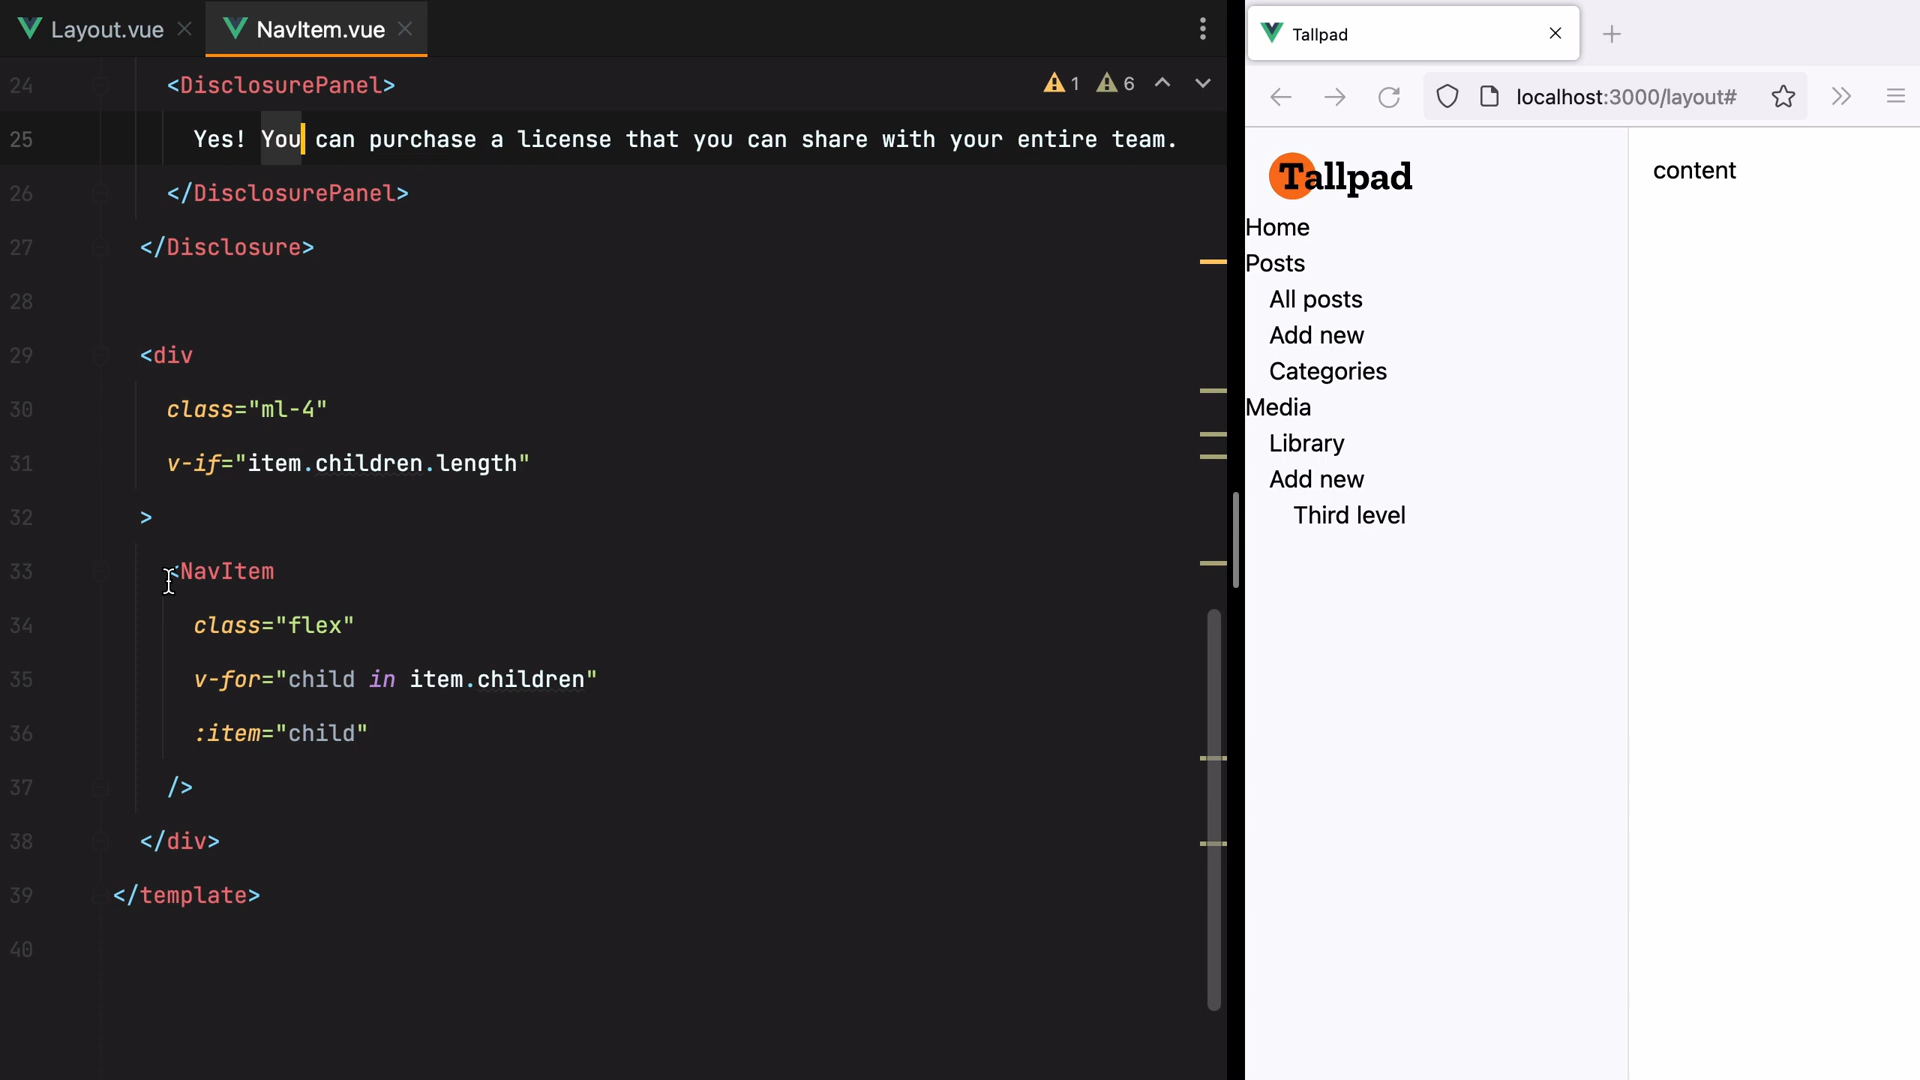 Layout.vue
NavItem.vue
24 <DisclosurePanel>
1 6
25 Yes! You can purchase a license that you can share with your entire team.
26 </DisclosurePanel>
27 </Disclosure>
28
29 <div
30 class="ml-4"
31 v-if="item.children.length"
32 >
33 <NavItem
34 class="flex"
35 v-for="child in item.children"
36 :item="child"
37 />
38 </div>
39 </template>
40
Tallpad
localhost:3000/layout#
Tallpad
Home
Posts
All posts
Add new
Categories
Media
Library
Add new
Third level
content